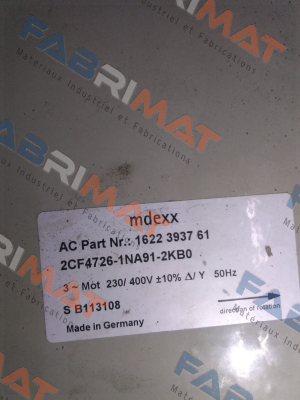 FABRIMAT
Materiaux Industriel et Fabrications
mdexx
AC Part Nr.: 1622 3937 61
2CF4726-1NA91-2KB0
3 ~ Mot 230/ 400V ±10% Δ/ Y 50Hz
S B113108
direction of rotation
Made in Germany